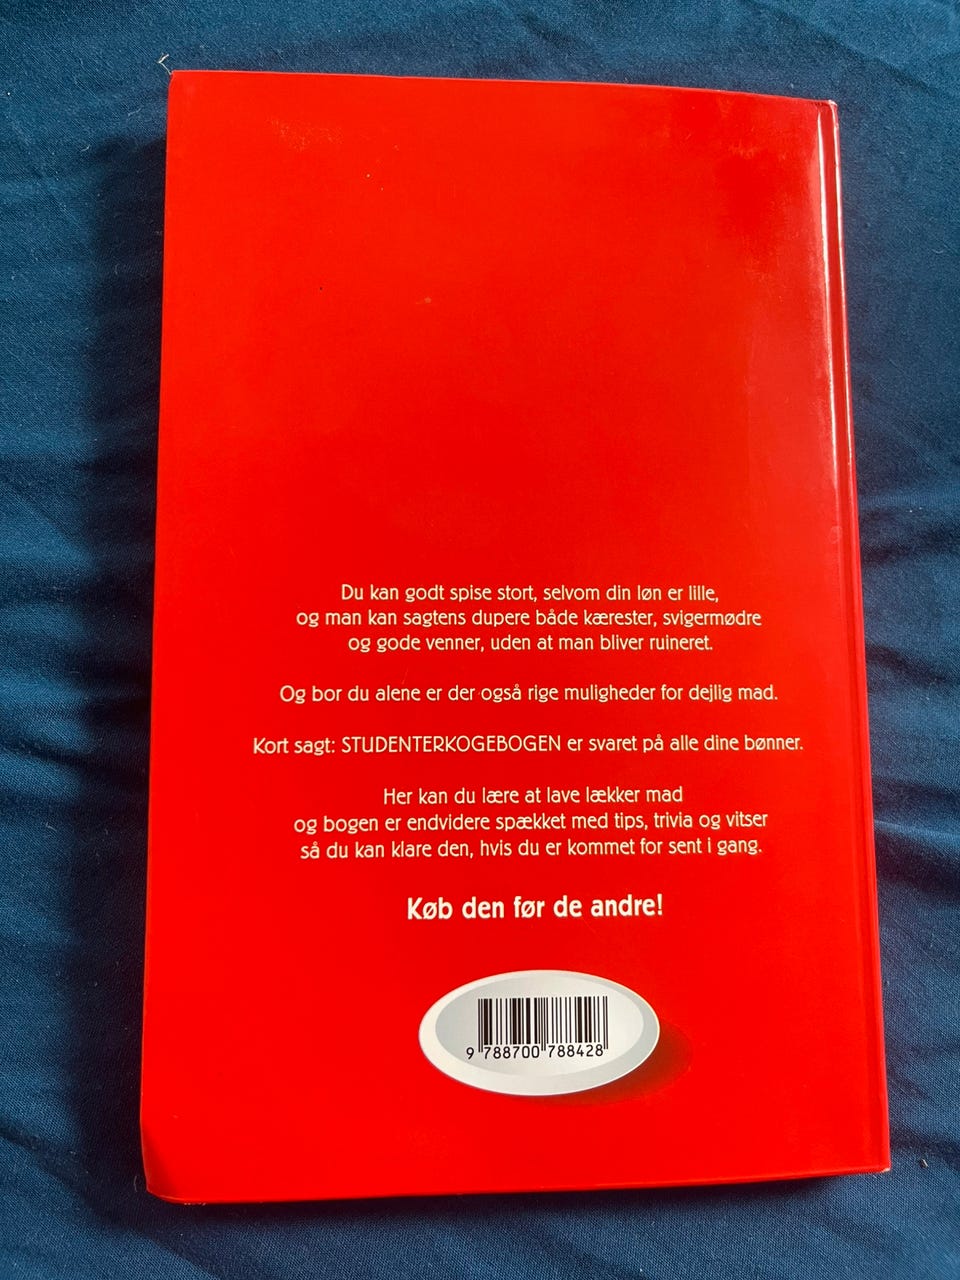 Du kan godt spise stort, selvom din løn er lille,
og man kan sagtens dupere både kærester, svigermødre
og gode venner, uden at man bliver ruineret.
Og bor du alene er der også rige muligheder for dejlig mad.
Kort sagt: STUDENTERKOGEBOGEN er svaret på alle dine bønner.
Her kan du lære at lave lækker mad
og bogen er endvidere spækket med tips, trivia og vitser
så du kan klare den, hvis du er kommet for sent i gang.
Køb den før de andre!
9 788700 788428